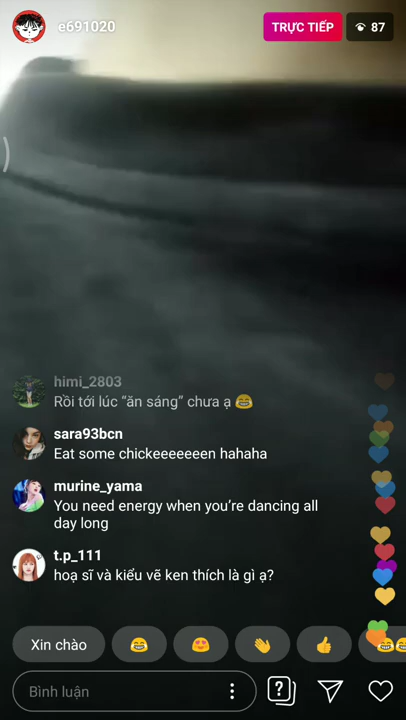 e691020
TRỰC TIẾP
87
himi_2803
Rồi tới lúc “ăn sáng” chưa ạ 😂
sara93bcn
Eat some chickeeeeeeen hahaha
murine_yama
You need energy when you’re dancing all
day long
t.p_111
hoạ sĩ và kiểu vẽ ken thích là gì ạ?
Xin chào
Bình luận